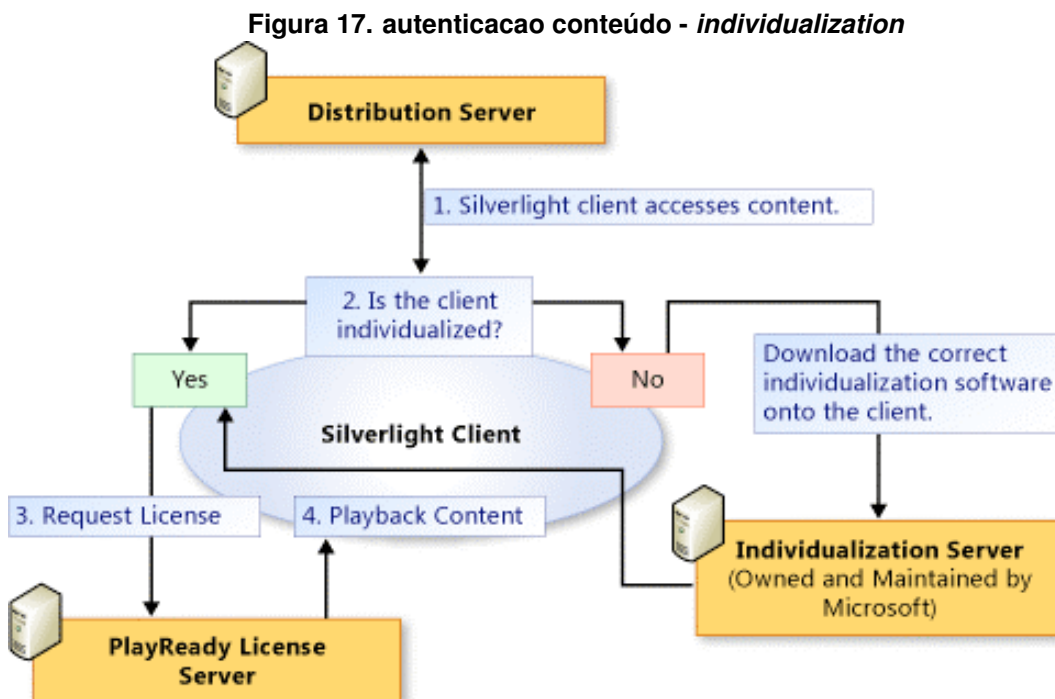 Figura 17. autenticacao conteúdo - individualization
Distribution Server
1. Silverlight client accesses content.
2. Is the client
individualized?
Yes
No
Download the correct
individualization software
onto the client.
Silverlight Client
3. Request License
4. Playback Content
Individualization Server
(Owned and Maintained by
Microsoft)
PlayReady License
Server